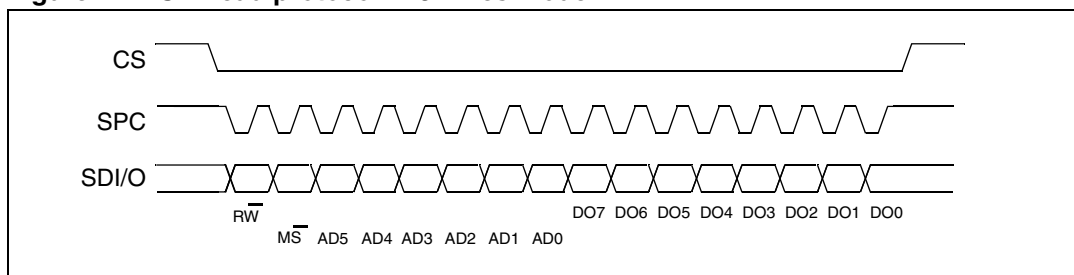 CS
SPC
SDI/O
RW̅
DO7 DO6 DO5 DO4 DO3 DO2 DO1 DO0
MS̅ AD5 AD4 AD3 AD2 AD1 AD0